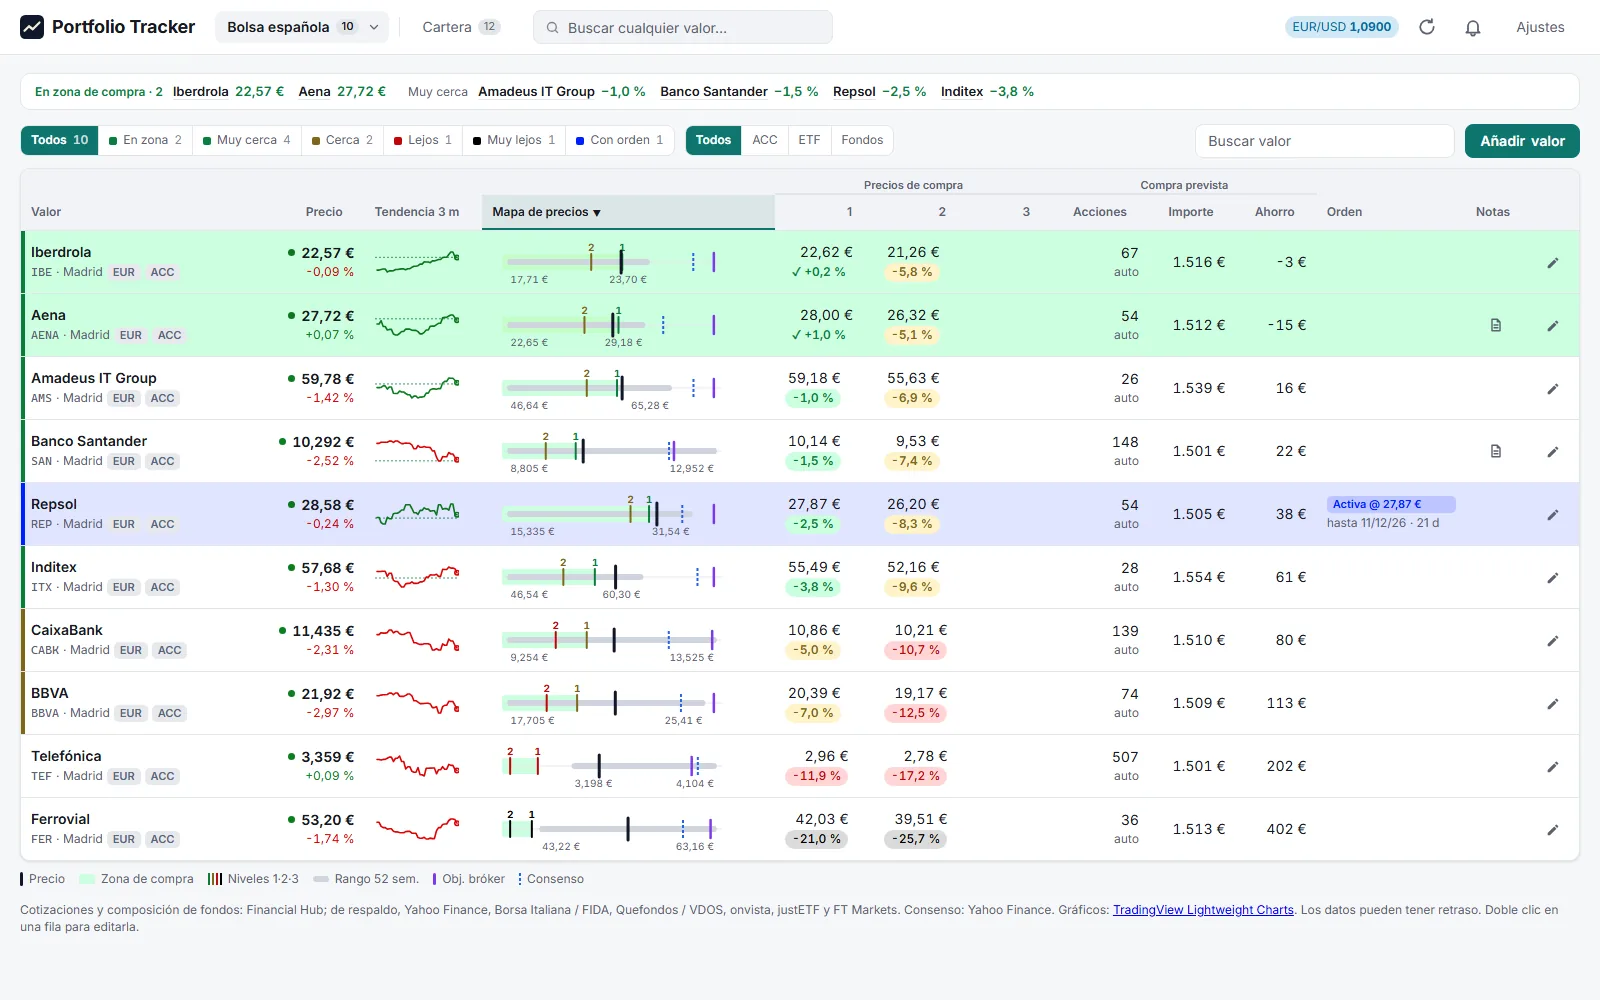 Portfolio Tracker
Bolsa española 10
Cartera 12
Buscar cualquier valor...
EUR/USD 1,0900
Ajustes
En zona de compra · 2 Iberdrola 22,57 € Aena 27,72 € Muy cerca Amadeus IT Group −1,0 % Banco Santander −1,5 % Repsol −2,5 % Inditex −3,8 %
Todos 10 En zona 2 Muy cerca 4 Cerca 2 Lejos 1 Muy lejos 1 Con orden 1
Todos ACC ETF Fondos
Buscar valor
Añadir valor
Precios de compra Compra prevista
Valor Precio Tendencia 3 m Mapa de precios ▼ 1 2 3 Acciones Importe Ahorro Orden Notas
Iberdrola 22,57 € 2 1 22,62 € 21,26 € 67 1.516 € -3 €
IBE · Madrid EUR ACC -0,09 % 17,71 € 23,70 € ✓ +0,2 % -5,8 % auto
Aena 27,72 € 2 1 28,00 € 26,32 € 54 1.512 € -15 €
AENA · Madrid EUR ACC +0,07 % 22,65 € 29,18 € ✓ +1,0 % -5,1 % auto
Amadeus IT Group 59,78 € 2 1 59,18 € 55,63 € 26 1.539 € 16 €
AMS · Madrid EUR ACC -1,42 % 46,64 € 65,28 € -1,0 % -6,9 % auto
Banco Santander 10,292 € 2 1 10,14 € 9,53 € 148 1.501 € 22 €
SAN · Madrid EUR ACC -2,52 % 8,805 € 12,952 € -1,5 % -7,4 % auto
Repsol 28,58 € 2 1 27,87 € 26,20 € 54 1.505 € 38 € Activa @ 27,87 €
REP · Madrid EUR ACC -0,24 % 15,335 € 31,54 € -2,5 % -8,3 % auto hasta 11/12/26 · 21 d
Inditex 57,68 € 2 1 55,49 € 52,16 € 28 1.554 € 61 €
ITX · Madrid EUR ACC -1,30 % 46,54 € 60,30 € -3,8 % -9,6 % auto
CaixaBank 11,435 € 2 1 10,86 € 10,21 € 139 1.510 € 80 €
CABK · Madrid EUR ACC -2,31 % 9,254 € 13,525 € -5,0 % -10,7 % auto
BBVA 21,92 € 2 1 20,39 € 19,17 € 74 1.509 € 113 €
BBVA · Madrid EUR ACC -2,97 % 17,705 € 25,41 € -7,0 % -12,5 % auto
Telefónica 3,359 € 2 1 2,96 € 2,78 € 507 1.501 € 202 €
TEF · Madrid EUR ACC +0,09 % 3,198 € 4,104 € -11,9 % -17,2 % auto
Ferrovial 53,20 € 2 1 42,03 € 39,51 € 36 1.513 € 402 €
FER · Madrid EUR ACC -1,74 % 43,22 € 63,16 € -21,0 % -25,7 % auto
Precio Zona de compra Niveles 1·2·3 Rango 52 sem. Obj. bróker Consenso
Cotizaciones y composición de fondos: Financial Hub; de respaldo, Yahoo Finance, Borsa Italiana / FIDA, Quefondos / VDOS, onvista, justETF y FT Markets. Consenso: Yahoo Finance. Gráficos: TradingView Lightweight Charts. Los datos pueden tener retraso. Doble clic en
una fila para editarla.